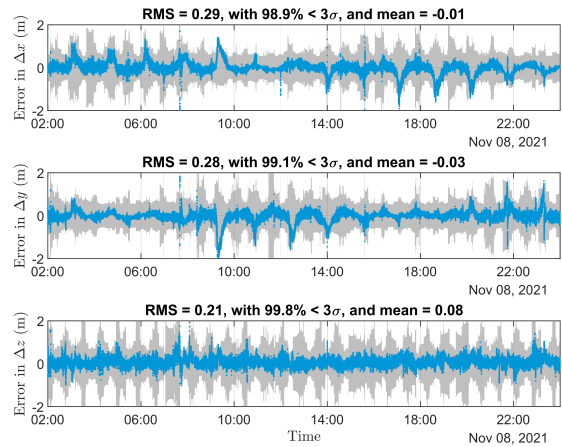 RMS = 0.29, with 98.9% < 3σ, and mean = -0.01
Error in Δx (m)
2
0
-2
02:00 06:00 10:00 14:00 18:00 22:00
Nov 08, 2021
RMS = 0.28, with 99.1% < 3σ, and mean = -0.03
Error in Δy (m)
2
0
-2
02:00 06:00 10:00 14:00 18:00 22:00
Nov 08, 2021
RMS = 0.21, with 99.8% < 3σ, and mean = 0.08
Error in Δz (m)
2
0
-2
02:00 06:00 10:00 14:00 18:00 22:00
Time
Nov 08, 2021